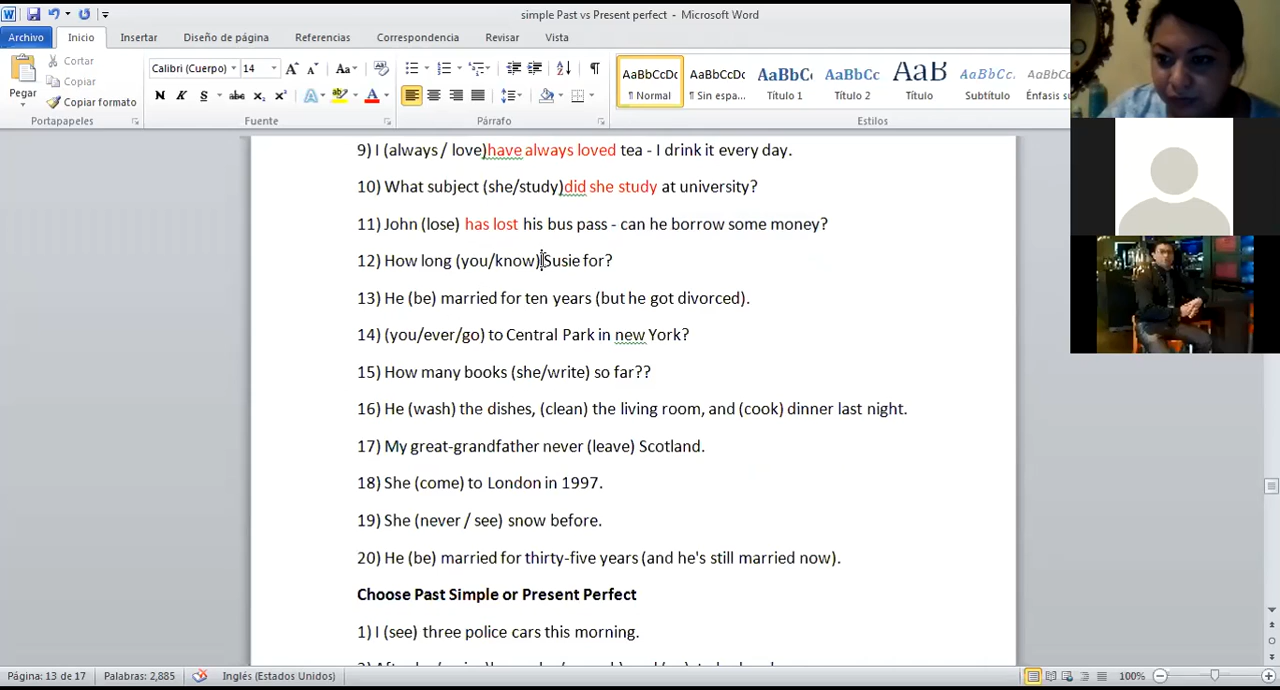 simple Past vs Present perfect - Microsoft Word
Archivo Inicio Insertar Diseño de página Referencias Correspondencia Revisar Vista
Cortar
Copiar
Copiar formato
Pegar
Portapapeles
Calibri (Cuerpo) 14
Fuente
Párrafo
AaBbCcDc AaBbCcDc AaBbC AaBbCc AaB AaBbCc. AaBbCc
¶ Normal ¶ Sin espa... Título 1 Título 2 Título Subtítulo Énfasis
Estilos
9) I (always / love)have always loved tea - I drink it every day.
10) What subject (she/study)did she study at university?
11) John (lose) has lost his bus pass - can he borrow some money?
12) How long (you/know) Susie for?
13) He (be) married for ten years (but he got divorced).
14) (you/ever/go) to Central Park in new York?
15) How many books (she/write) so far??
16) He (wash) the dishes, (clean) the living room, and (cook) dinner last night.
17) My great-grandfather never (leave) Scotland.
18) She (come) to London in 1997.
19) She (never / see) snow before.
20) He (be) married for thirty-five years (and he's still married now).
Choose Past Simple or Present Perfect
1) I (see) three police cars this morning.
Página: 13 de 17 Palabras: 2,885 Inglés (Estados Unidos) 100%